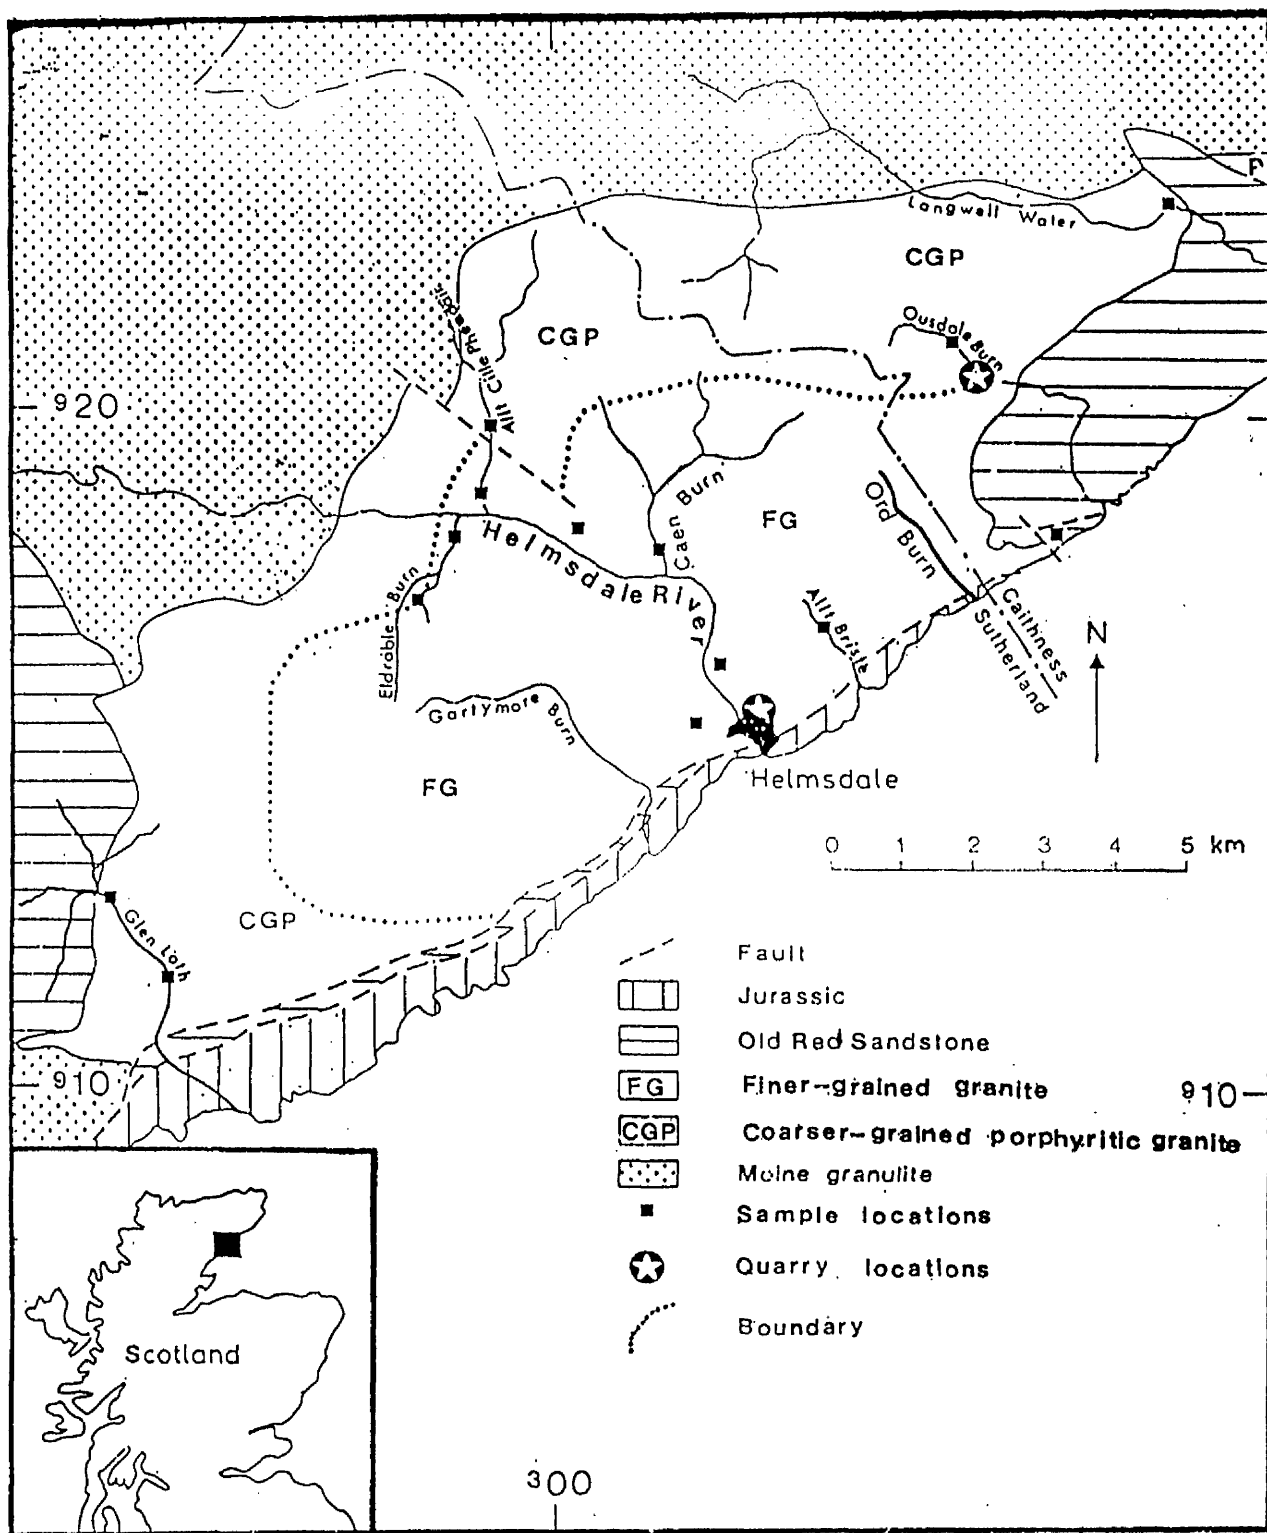 P
Langwell Water
CGP
Ousdale Burn
Allt Cille Pheadair
CGP
920
Caen Burn
FG
Ord Burn
Helmsdale River
Eldrable Burn
Allt Briste
Caithness
Sutherland
N
Gartymore Burn
FG
Helmsdale
0 1 2 3 4 5 km
CGP
Glen Loth
Fault
Jurassic
Old Red Sandstone
910
FG Finer-grained granite
910
CGP Coarser-grained porphyritic granite
Moine granulite
Sample locations
Quarry locations
Boundary
Scotland
300